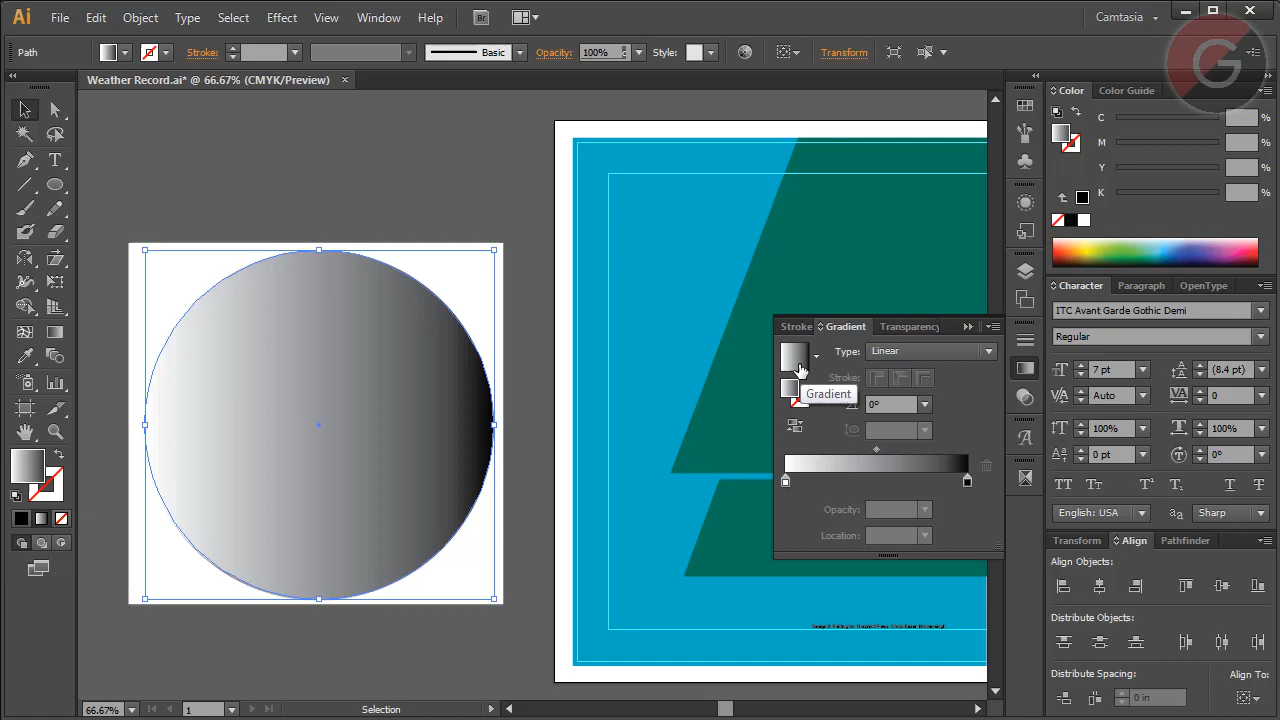 Ai File Edit Object Type Select Effect View Window Help Br Camtasia
G
Path Stroke: Basic Opacity: 100% Style: Transform
Weather Record.ai* @ 66.67% (CMYK/Preview) ×
Color Color Guide
C
M
Y
K
Character Paragraph OpenType
ITC Avant Garde Gothic Demi
Regular
7 pt (8.4 pt)
Auto 0
100% 100%
0 pt 0°
English: USA Sharp
Transform Align Pathfinder
Align Objects:
Distribute Objects:
Distribute Spacing: Align To:
0 in
Stroke Gradient Transparency
Type: Linear
Stroke:
Gradient
0°
Opacity:
Location:
66.67% 1 Selection